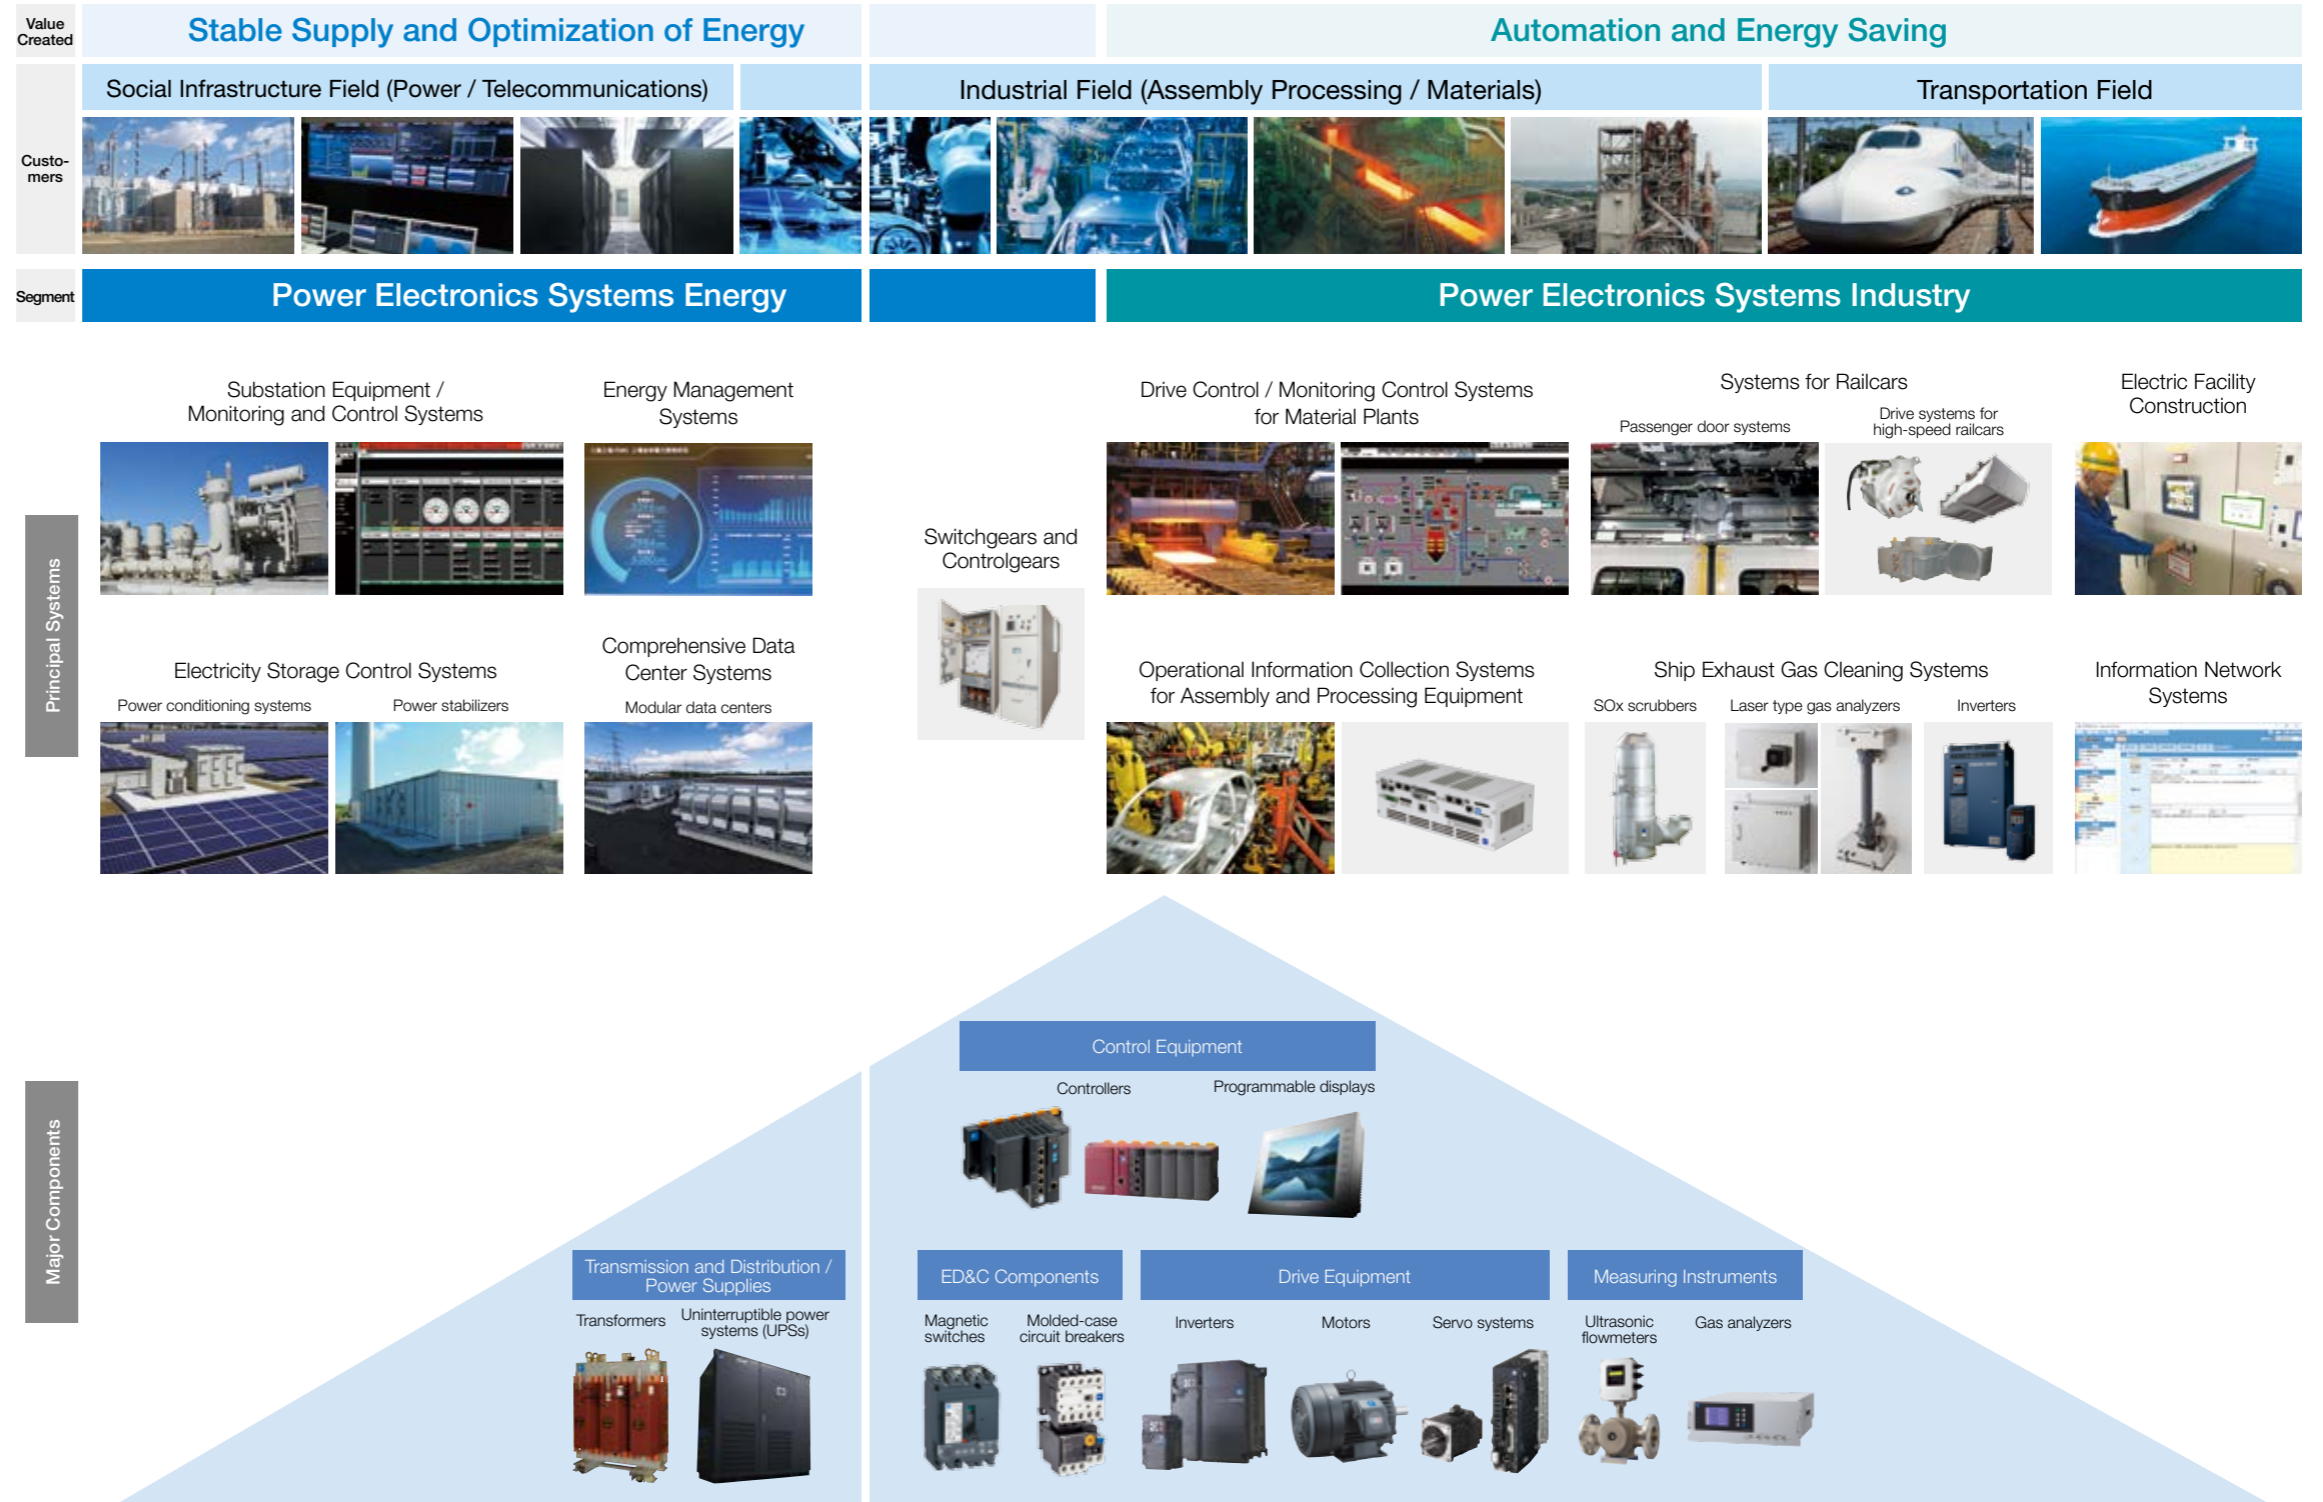 Value
Created
Stable Supply and Optimization of Energy
Automation and Energy Saving
Custo-
mers
Social Infrastructure Field (Power / Telecommunications)
Industrial Field (Assembly Processing / Materials)
Transportation Field
Segment
Power Electronics Systems Energy
Power Electronics Systems Industry
Principal Systems
Substation Equipment /
Monitoring and Control Systems
Energy Management
Systems
Switchgears and
Controlgears
Drive Control / Monitoring Control Systems
for Material Plants
Systems for Railcars
Passenger door systems
Drive systems for
high-speed railcars
Electric Facility
Construction
Electricity Storage Control Systems
Power conditioning systems
Power stabilizers
Comprehensive Data
Center Systems
Modular data centers
Operational Information Collection Systems
for Assembly and Processing Equipment
Ship Exhaust Gas Cleaning Systems
SOx scrubbers
Laser type gas analyzers
Inverters
Information Network
Systems
Major Components
Control Equipment
Controllers
Programmable displays
Transmission and Distribution /
Power Supplies
Transformers
Uninterruptible power
systems (UPSs)
ED&C Components
Magnetic
switches
Molded-case
circuit breakers
Drive Equipment
Inverters
Motors
Servo systems
Measuring Instruments
Ultrasonic
flowmeters
Gas analyzers